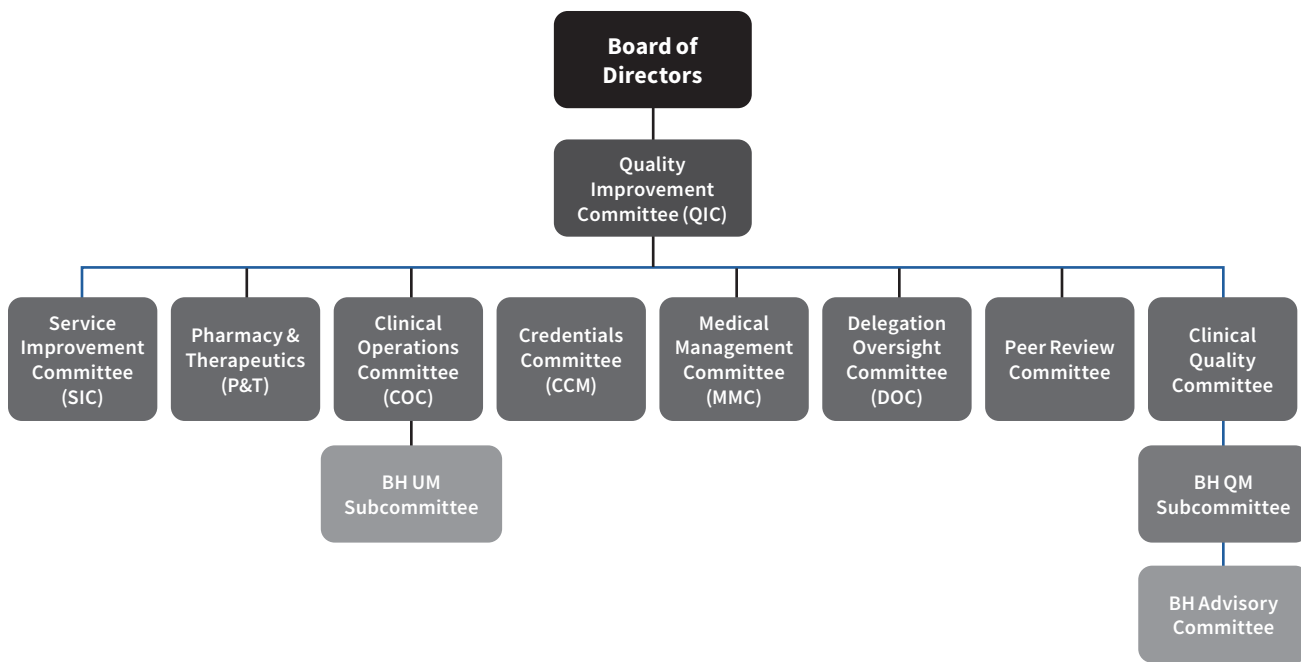 Board of
Directors
Quality
Improvement
Committee (QIC)
Service
Improvement
Committee
(SIC)
Pharmacy &
Therapeutics
(P&T)
Clinical
Operations
Committee
(COC)
Credentials
Committee
(CCM)
Medical
Management
Committee
(MMC)
Delegation
Oversight
Committee
(DOC)
Peer Review
Committee
Clinical
Quality
Committee
BH UM
Subcommittee
BH QM
Subcommittee
BH Advisory
Committee